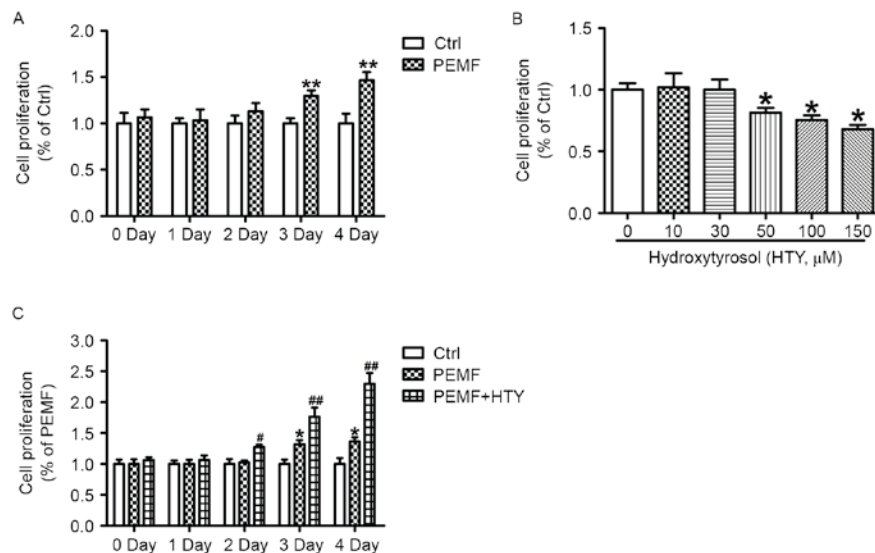 A
Cell proliferation
(% of Ctrl)
2.0
1.5
1.0
0.5
0.0
** **
0 Day 1 Day 2 Day 3 Day 4 Day
Ctrl
PEMF
B
Cell proliferation
(% of Ctrl)
1.5
1.0
0.5
0.0
* * *
0 10 30 50 100 150
Hydroxytyrosol (HTY, μM)
C
Cell proliferation
(% of PEMF)
3.0
2.5
2.0
1.5
1.0
0.5
0.0
# * ## * ##
0 Day 1 Day 2 Day 3 Day 4 Day
Ctrl
PEMF
PEMF+HTY